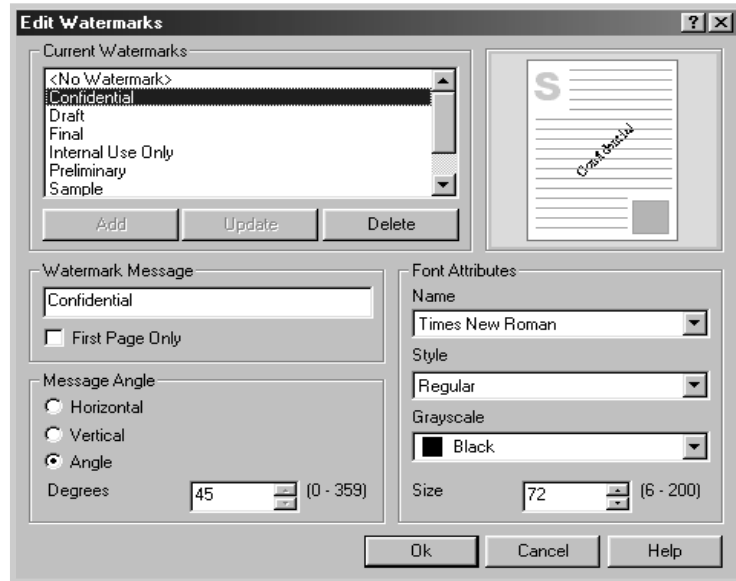 Edit Watermarks
Current Watermarks
<No Watermark>
Confidential
Draft
Final
Internal Use Only
Preliminary
Sample
Add Update Delete
S
Confidential
Watermark Message
Confidential
First Page Only
Message Angle
Horizontal
Vertical
Angle
Degrees 45 (0 - 359)
Font Attributes
Name
Times New Roman
Style
Regular
Grayscale
Black
Size 72 (6 - 200)
Ok Cancel Help